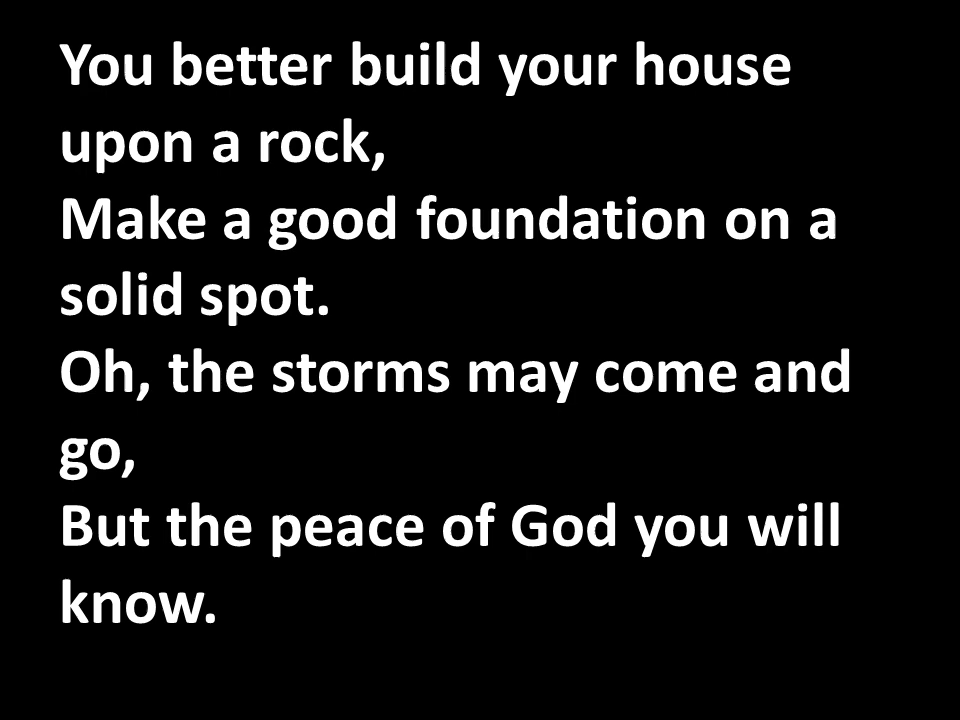 You better build your house
upon a rock,
Make a good foundation on a
solid spot.
Oh, the storms may come and
go,
But the peace of God you will
know.